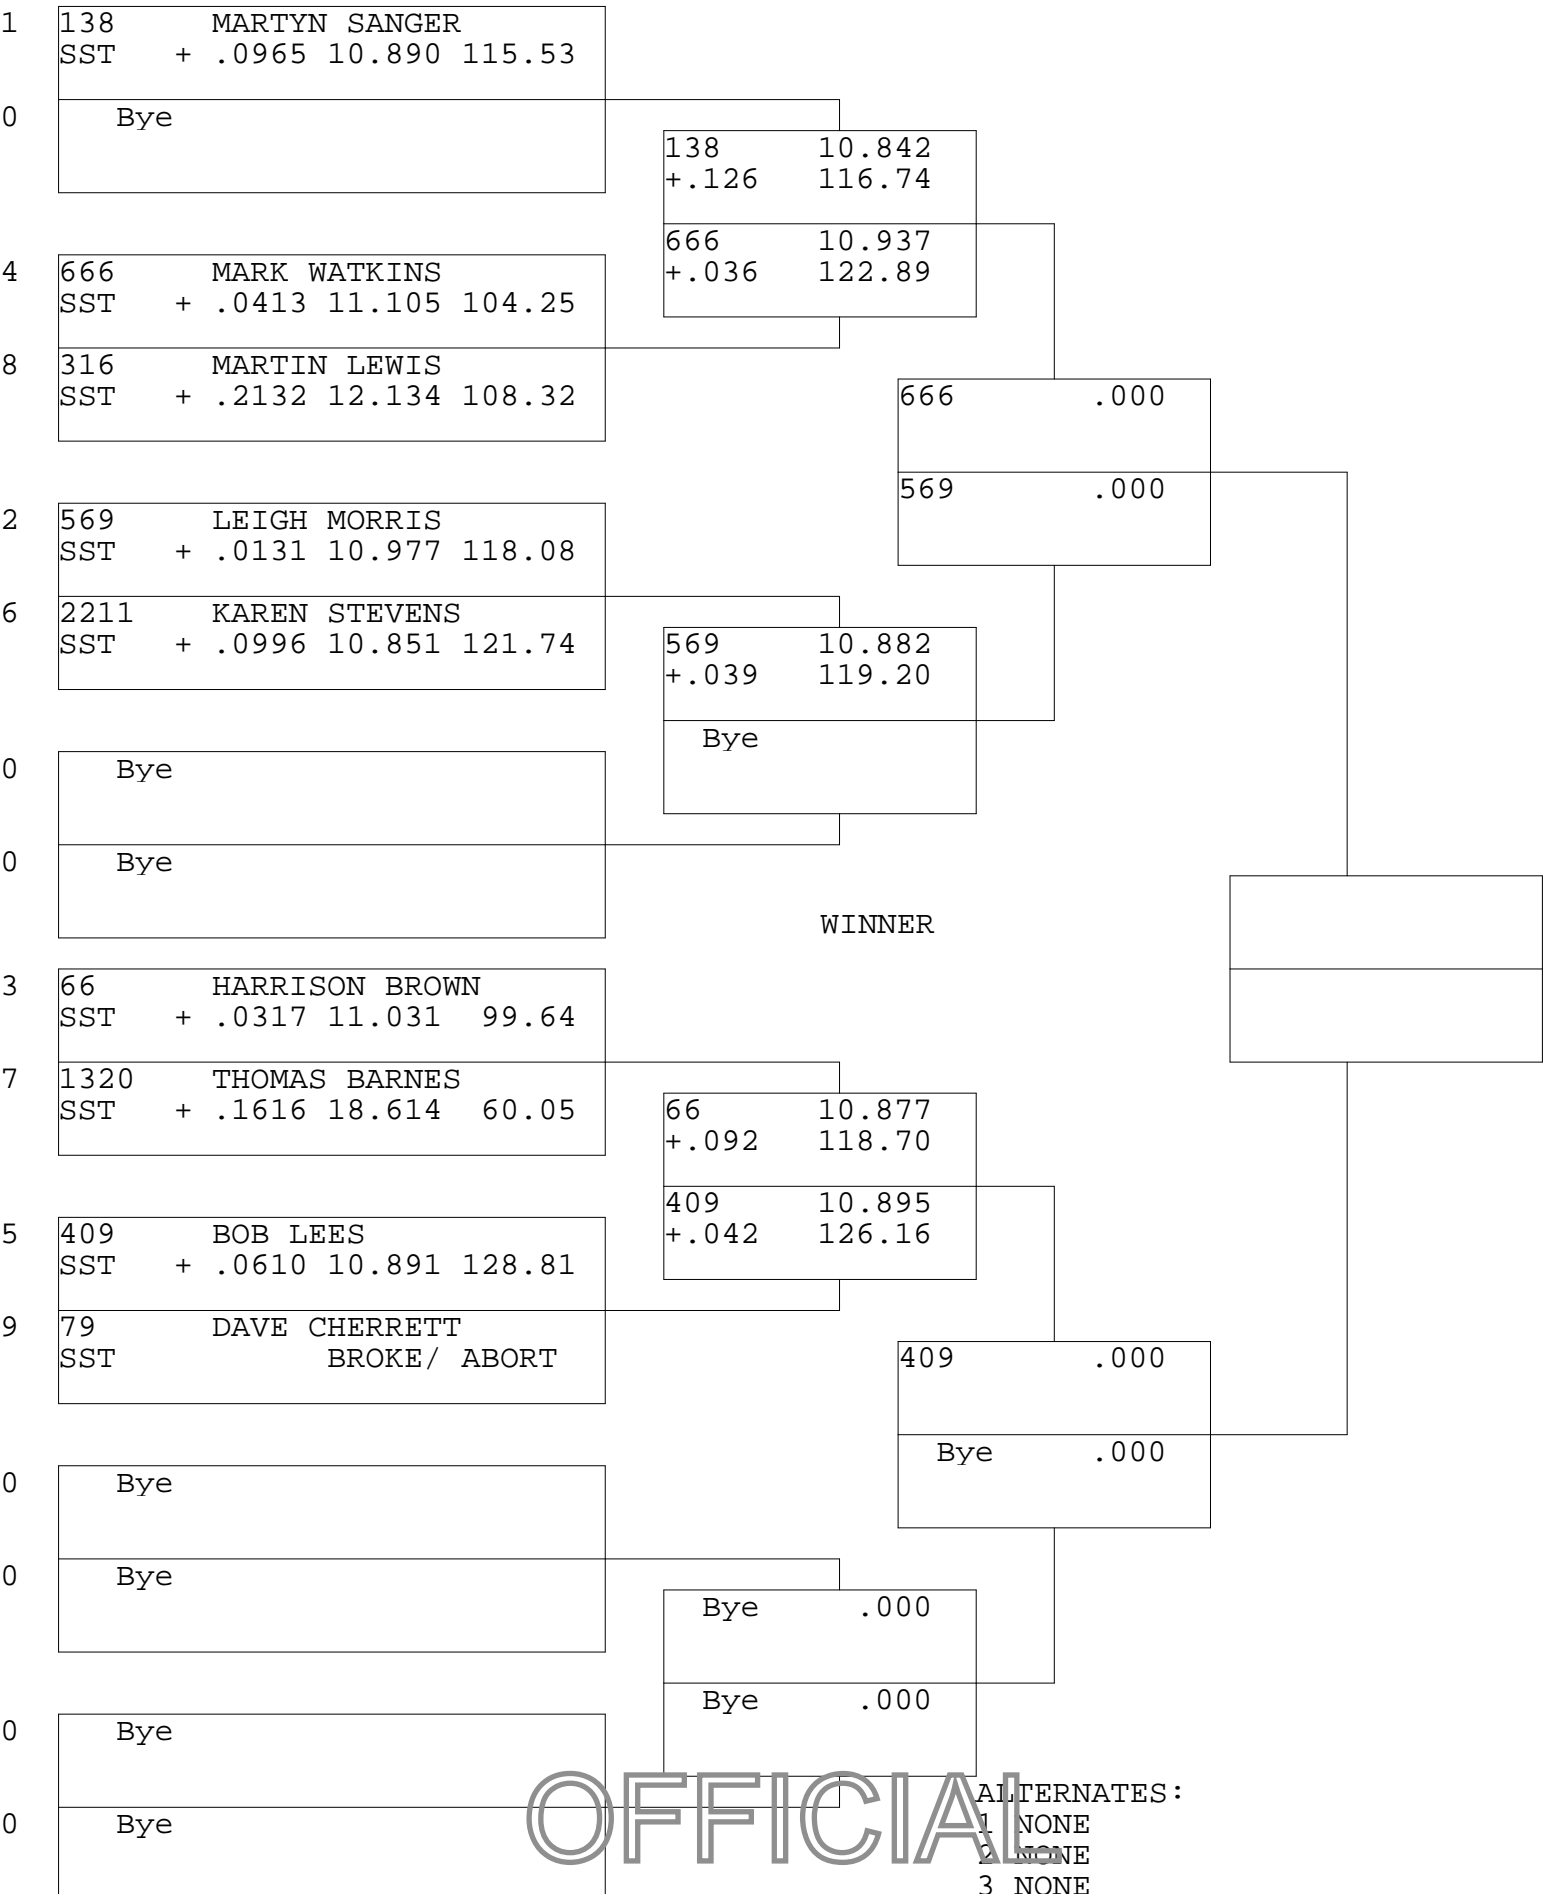 1 138 MARTYN SANGER
SST + .0965 10.890 115.53
0 Bye
138 10.842
+.126 116.74
666 10.937
+.036 122.89
4 666 MARK WATKINS
SST + .0413 11.105 104.25
8 316 MARTIN LEWIS
SST + .2132 12.134 108.32
666 .000
569 .000
2 569 LEIGH MORRIS
SST + .0131 10.977 118.08
6 2211 KAREN STEVENS
SST + .0996 10.851 121.74
569 10.882
+.039 119.20
Bye
0 Bye
0 Bye
WINNER
3 66 HARRISON BROWN
SST + .0317 11.031 99.64
7 1320 THOMAS BARNES
SST + .1616 18.614 60.05
66 10.877
+.092 118.70
409 10.895
+.042 126.16
5 409 BOB LEES
SST + .0610 10.891 128.81
9 79 DAVE CHERRETT
SST BROKE/ ABORT
409 .000
Bye .000
0 Bye
0 Bye
Bye .000
Bye .000
0 Bye
0 Bye
OFFICIAL
ALTERNATES:
1 NONE
2 NONE
3 NONE